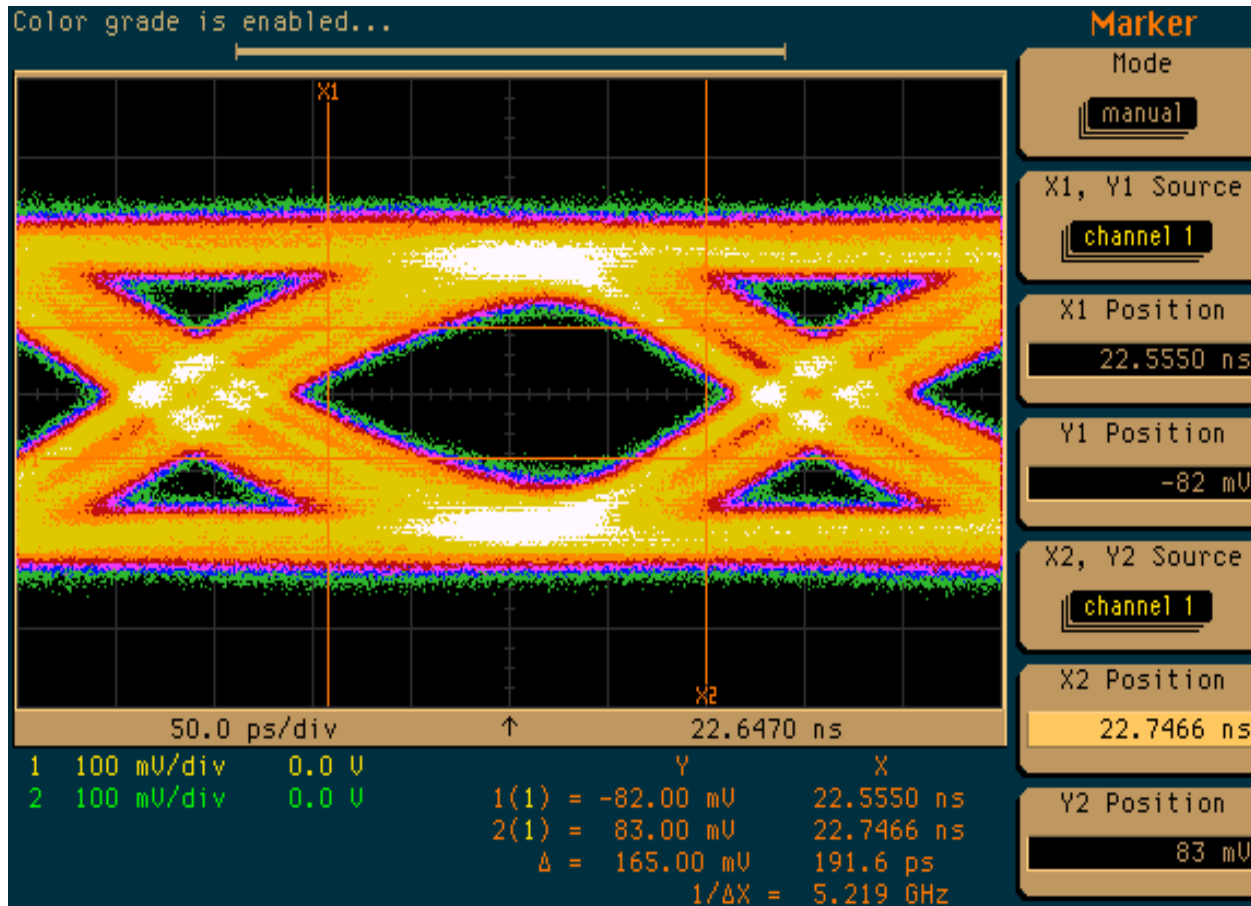 Color grade is enabled...
Marker
Mode
manual
X1, Y1 Source
channel 1
X1 Position
22.5550 ns
Y1 Position
-82 mV
X2, Y2 Source
channel 1
X2 Position
22.7466 ns
Y2 Position
83 mV
X1
X2
50.0 ps/div ↑ 22.6470 ns
1 100 mV/div 0.0 V
2 100 mV/div 0.0 V
Y X
1(1) = -82.00 mV 22.5550 ns
2(1) = 83.00 mV 22.7466 ns
Δ = 165.00 mV 191.6 ps
1/ΔX = 5.219 GHz